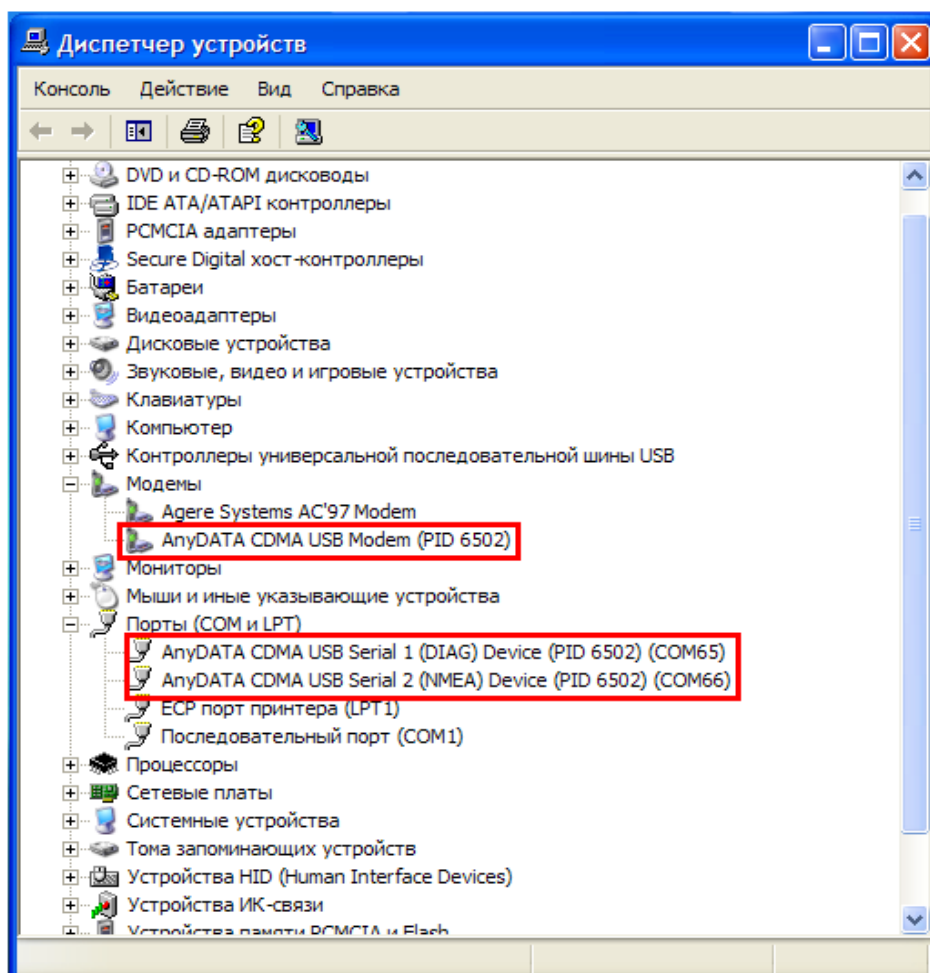 Диспетчер устройств
Консоль Действие Вид Справка
DVD и CD-ROM дисководы
IDE ATA/ATAPI контроллеры
PCMCIA адаптеры
Secure Digital хост-контроллеры
Батареи
Видеоадаптеры
Дисковые устройства
Звуковые, видео и игровые устройства
Клавиатуры
Компьютер
Контроллеры универсальной последовательной шины USB
Модемы
Agere Systems AC'97 Modem
AnyDATA CDMA USB Modem (PID 6502)
Мониторы
Мыши и иные указывающие устройства
Порты (COM и LPT)
AnyDATA CDMA USB Serial 1 (DIAG) Device (PID 6502) (COM65)
AnyDATA CDMA USB Serial 2 (NMEA) Device (PID 6502) (COM66)
ECP порт принтера (LPT1)
Последовательный порт (COM1)
Процессоры
Сетевые платы
Системные устройства
Тома запоминающих устройств
Устройства HID (Human Interface Devices)
Устройства ИК-связи
Устройства памяти PCMCIA и Flash